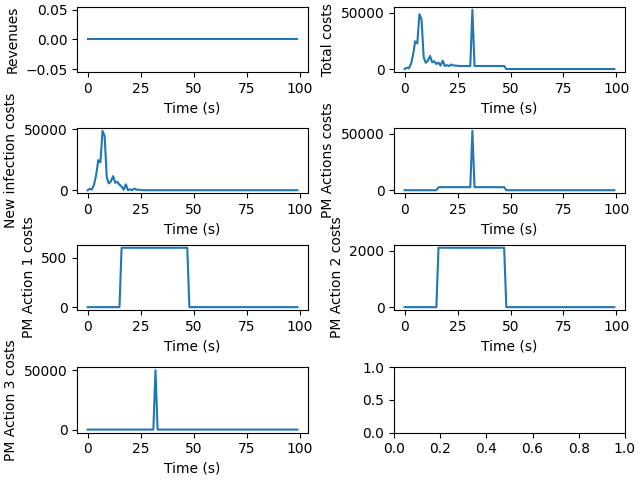 Revenues
0.05
0.00
−0.05
0 25 50 75 100
Time (s)
Total costs
50000
0
0 25 50 75 100
Time (s)
New infection costs
50000
0
0 25 50 75 100
Time (s)
PM Actions costs
50000
0
0 25 50 75 100
Time (s)
PM Action 1 costs
500
0
0 25 50 75 100
Time (s)
PM Action 2 costs
2000
0
0 25 50 75 100
Time (s)
PM Action 3 costs
50000
0
0 25 50 75 100
Time (s)
1.0
0.5
0.0
0.0 0.2 0.4 0.6 0.8 1.0